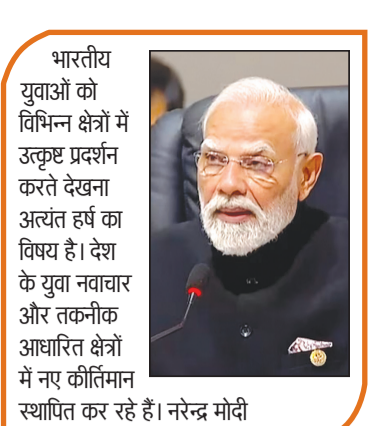 भारतीय
युवाओं को
विभिन्न क्षेत्रों में
उत्कृष्ट प्रदर्शन
करते देखना
अत्यंत हर्ष का
विषय है। देश
के युवा नवाचार
और तकनीक
आधारित क्षेत्रों
में नए कीर्तिमान
स्थापित कर रहे हैं। नरेन्द्र मोदी